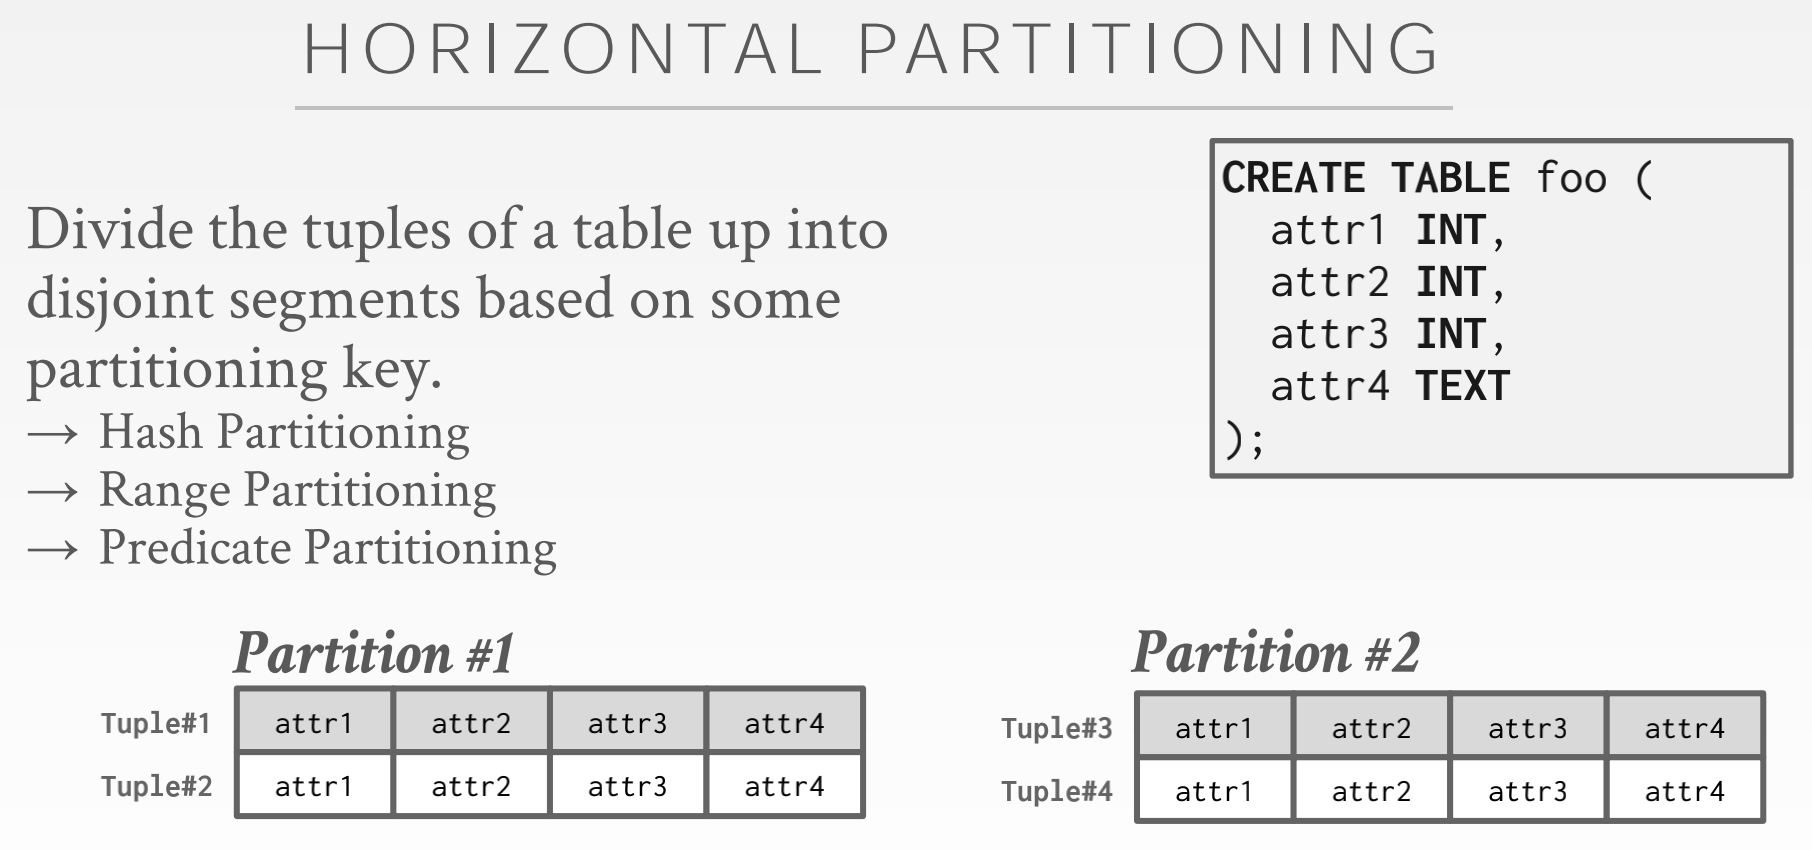 HORIZONTAL PARTITIONING
Divide the tuples of a table up into
disjoint segments based on some
partitioning key.
→ Hash Partitioning
→ Range Partitioning
→ Predicate Partitioning
CREATE TABLE foo (
  attr1 INT,
  attr2 INT,
  attr3 INT,
  attr4 TEXT
);
Partition #1
Tuple#1 attr1 attr2 attr3 attr4
Tuple#2 attr1 attr2 attr3 attr4
Partition #2
Tuple#3 attr1 attr2 attr3 attr4
Tuple#4 attr1 attr2 attr3 attr4